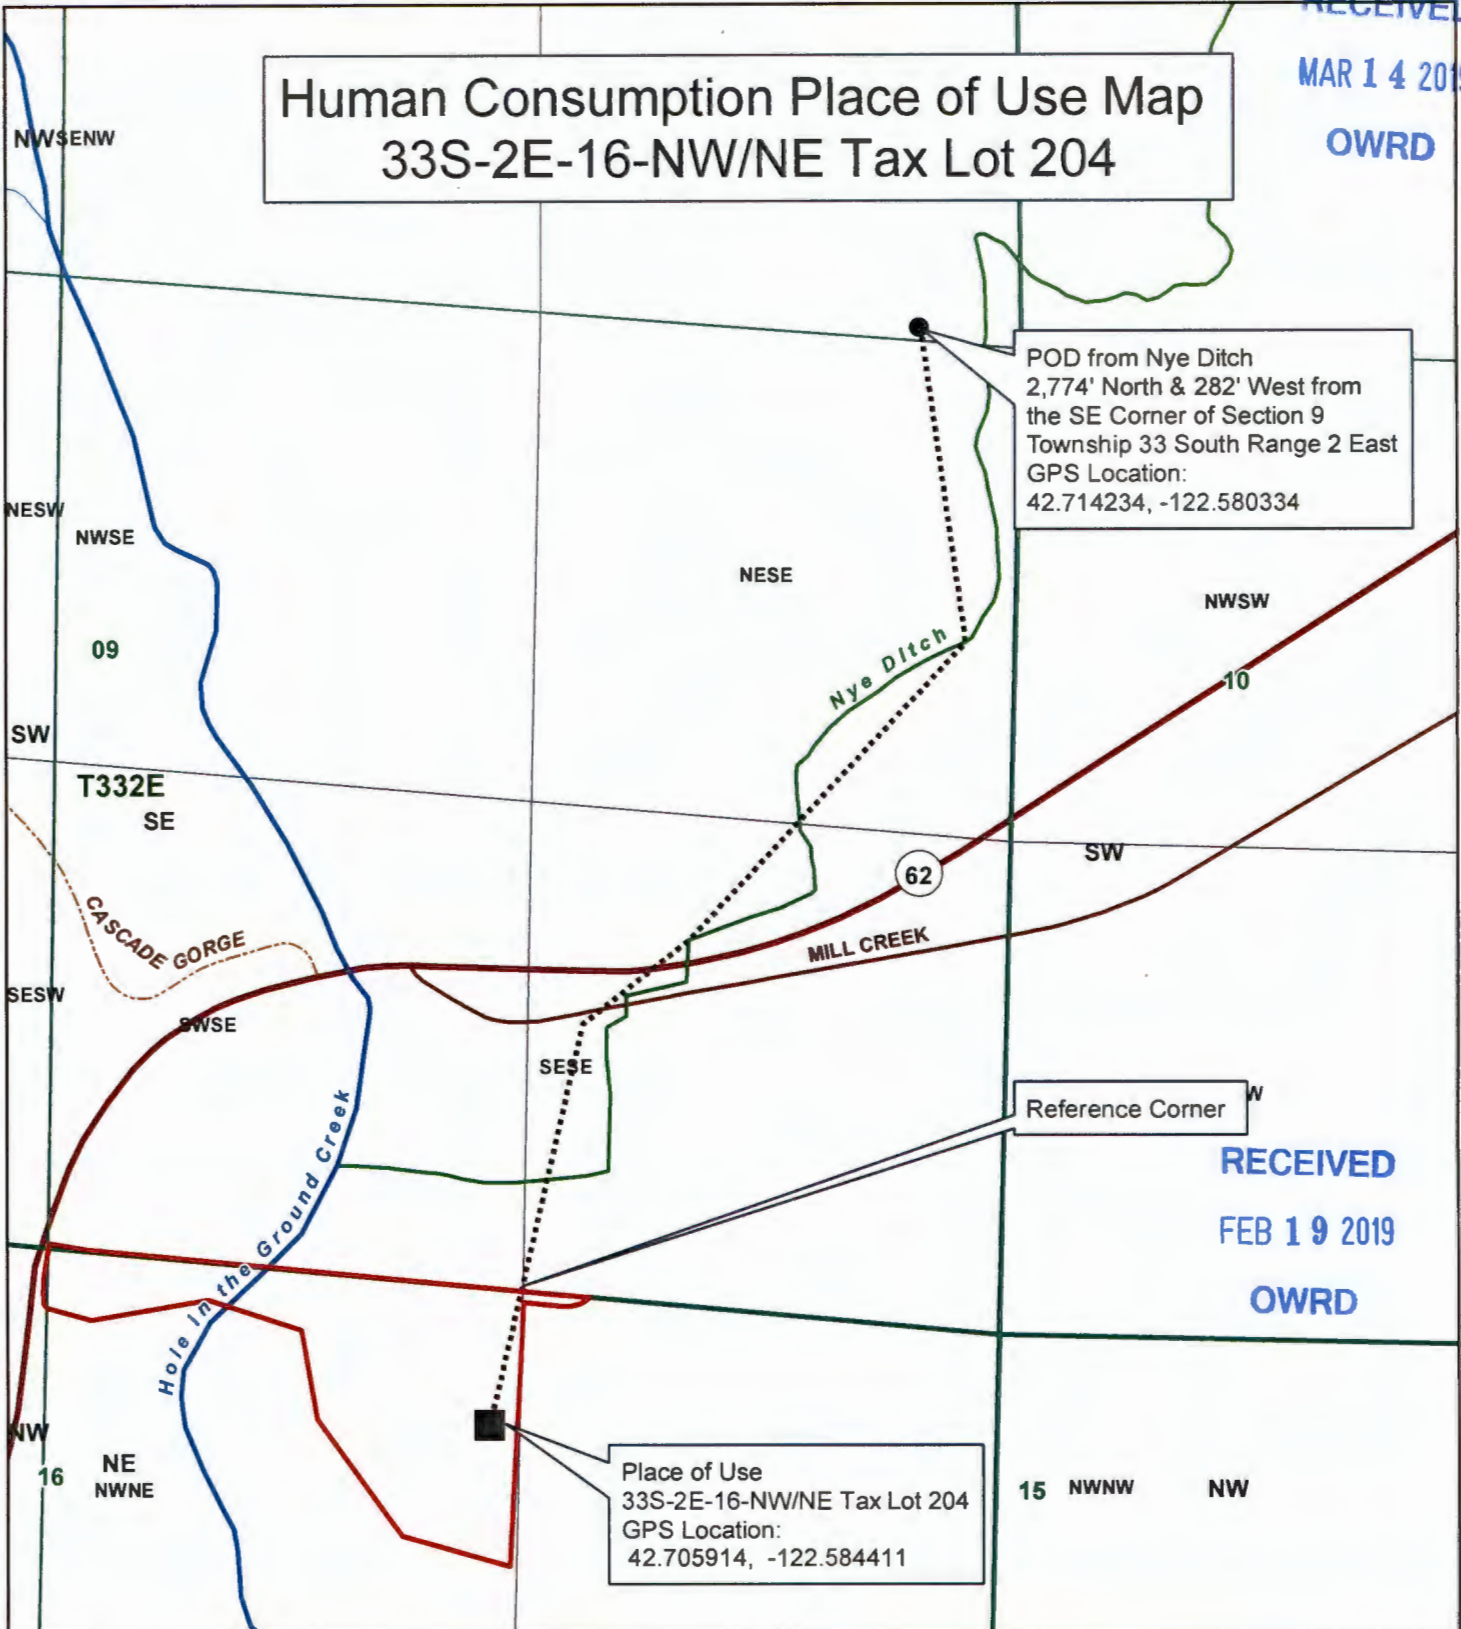 RECEIVED
MAR 14 2019
OWRD
Human Consumption Place of Use Map
33S-2E-16-NW/NE Tax Lot 204
NWSENW
POD from Nye Ditch
2,774' North & 282' West from
the SE Corner of Section 9
Township 33 South Range 2 East
GPS Location:
42.714234, -122.580334
NESW
NWSE
NESE
NWSW
Nye Ditch
09
10
SW
T332E
SE
SW
62
CASCADE GORGE
MILL CREEK
SESW
SWSE
SESE
Reference Corner
W
Hole In the Ground Creek
RECEIVED
FEB 19 2019
OWRD
NW
16
NE
NWNE
Place of Use
33S-2E-16-NW/NE Tax Lot 204
GPS Location:
42.705914, -122.584411
15 NWNW NW